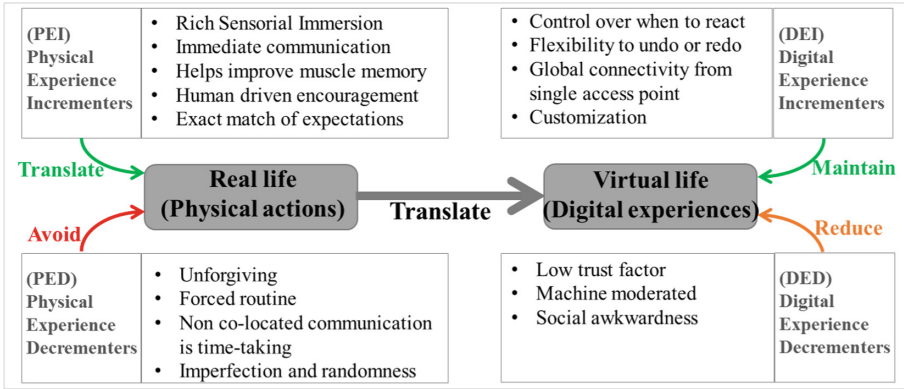 (PEI)
Physical
Experience
Incrementers
• Rich Sensorial Immersion
• Immediate communication
• Helps improve muscle memory
• Human driven encouragement
• Exact match of expectations
• Control over when to react
• Flexibility to undo or redo
• Global connectivity from
single access point
• Customization
(DEI)
Digital
Experience
Incrementers
Translate
Maintain
Real life
(Physical actions)
Translate
Virtual life
(Digital experiences)
Avoid
Reduce
(PED)
Physical
Experience
Decrementers
• Unforgiving
• Forced routine
• Non co-located communication
is time-taking
• Imperfection and randomness
• Low trust factor
• Machine moderated
• Social awkwardness
(DED)
Digital
Experience
Decrementers